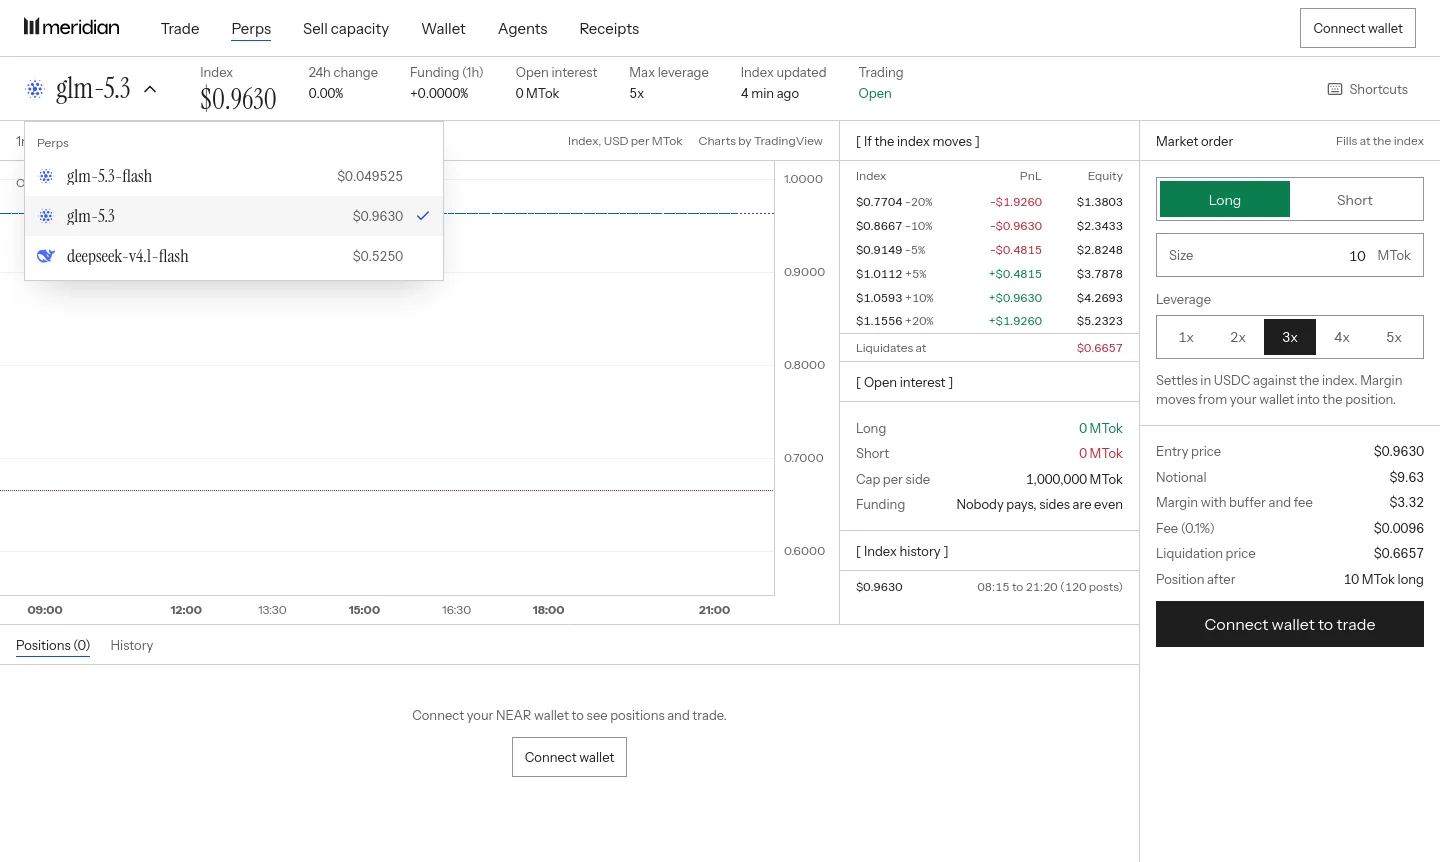 meridian Trade Perps Sell capacity Wallet Agents Receipts Connect wallet
glm-5.3
Index
$0.9630
24h change
0.00%
Funding (1h)
+0.0000%
Open interest
0 MTok
Max leverage
5x
Index updated
4 min ago
Trading
Open
Shortcuts
Perps
glm-5.3-flash $0.049525
glm-5.3 $0.9630
deepseek-v4.1-flash $0.5250
Index, USD per MTok Charts by TradingView
1.0000
0.9000
0.8000
0.7000
0.6000
09:00 12:00 13:30 15:00 16:30 18:00 21:00
[ If the index moves ]
Index PnL Equity
$0.7704 -20% -$1.9260 $1.3803
$0.8667 -10% -$0.9630 $2.3433
$0.9149 -5% -$0.4815 $2.8248
$1.0112 +5% +$0.4815 $3.7878
$1.0593 +10% +$0.9630 $4.2693
$1.1556 +20% +$1.9260 $5.2323
Liquidates at $0.6657
[ Open interest ]
Long 0 MTok
Short 0 MTok
Cap per side 1,000,000 MTok
Funding Nobody pays, sides are even
[ Index history ]
$0.9630 08:15 to 21:20 (120 posts)
Market order Fills at the index
Long Short
Size 10 MTok
Leverage
1x 2x 3x 4x 5x
Settles in USDC against the index. Margin
moves from your wallet into the position.
Entry price $0.9630
Notional $9.63
Margin with buffer and fee $3.32
Fee (0.1%) $0.0096
Liquidation price $0.6657
Position after 10 MTok long
Connect wallet to trade
Positions (0) History
Connect your NEAR wallet to see positions and trade.
Connect wallet